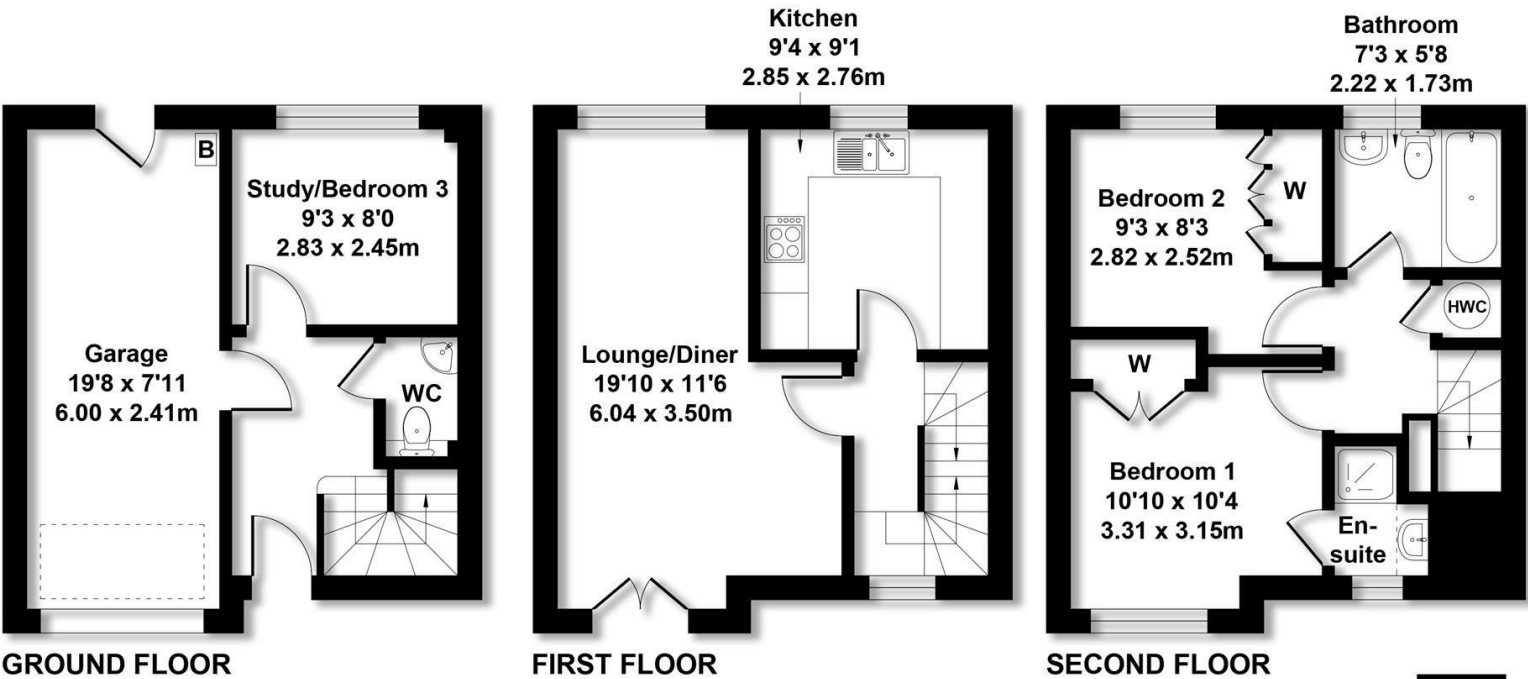 Kitchen
9'4 x 9'1
2.85 x 2.76m
Bathroom
7'3 x 5'8
2.22 x 1.73m
B
Study/Bedroom 3
9'3 x 8'0
2.83 x 2.45m
Garage
19'8 x 7'11
6.00 x 2.41m
WC
Lounge/Diner
19'10 x 11'6
6.04 x 3.50m
Bedroom 2
9'3 x 8'3
2.82 x 2.52m
W
HWC
W
Bedroom 1
10'10 x 10'4
3.31 x 3.15m
En-
suite
GROUND FLOOR
FIRST FLOOR
SECOND FLOOR